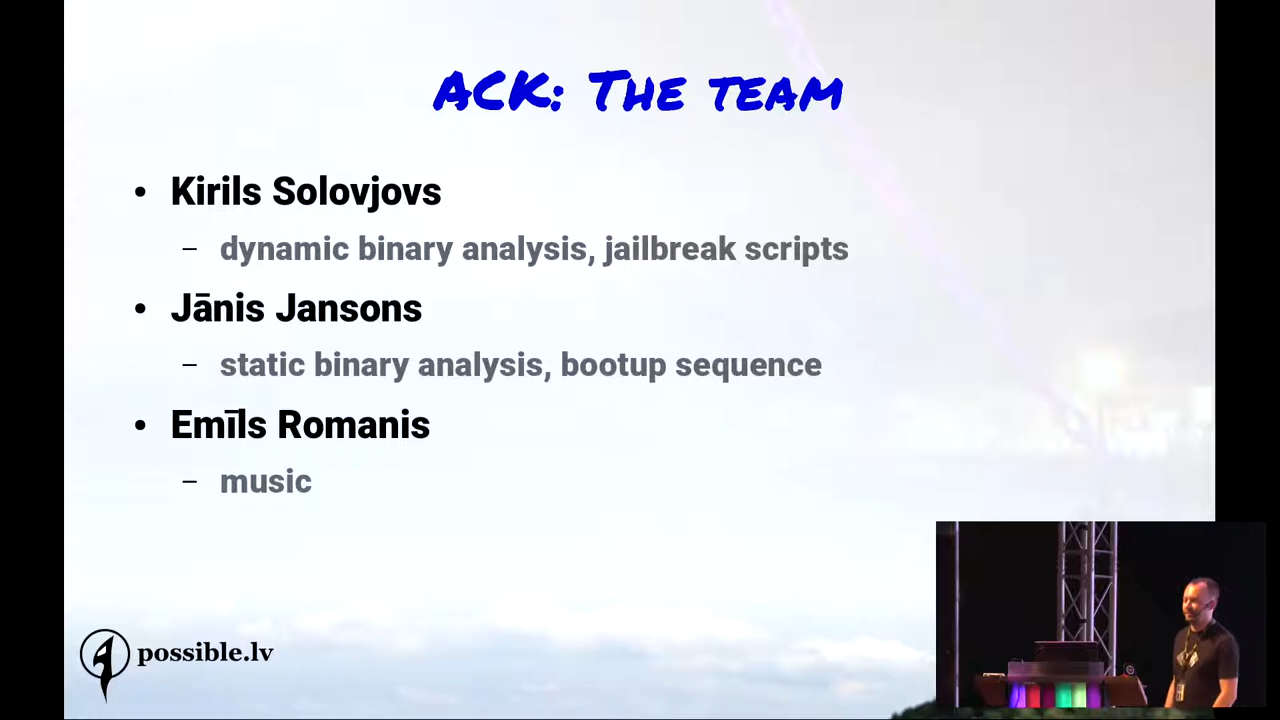 ACK: The team
• Kirils Solovjovs
– dynamic binary analysis, jailbreak scripts
• Jānis Jansons
– static binary analysis, bootup sequence
• Emīls Romanis
– music
possible.lv